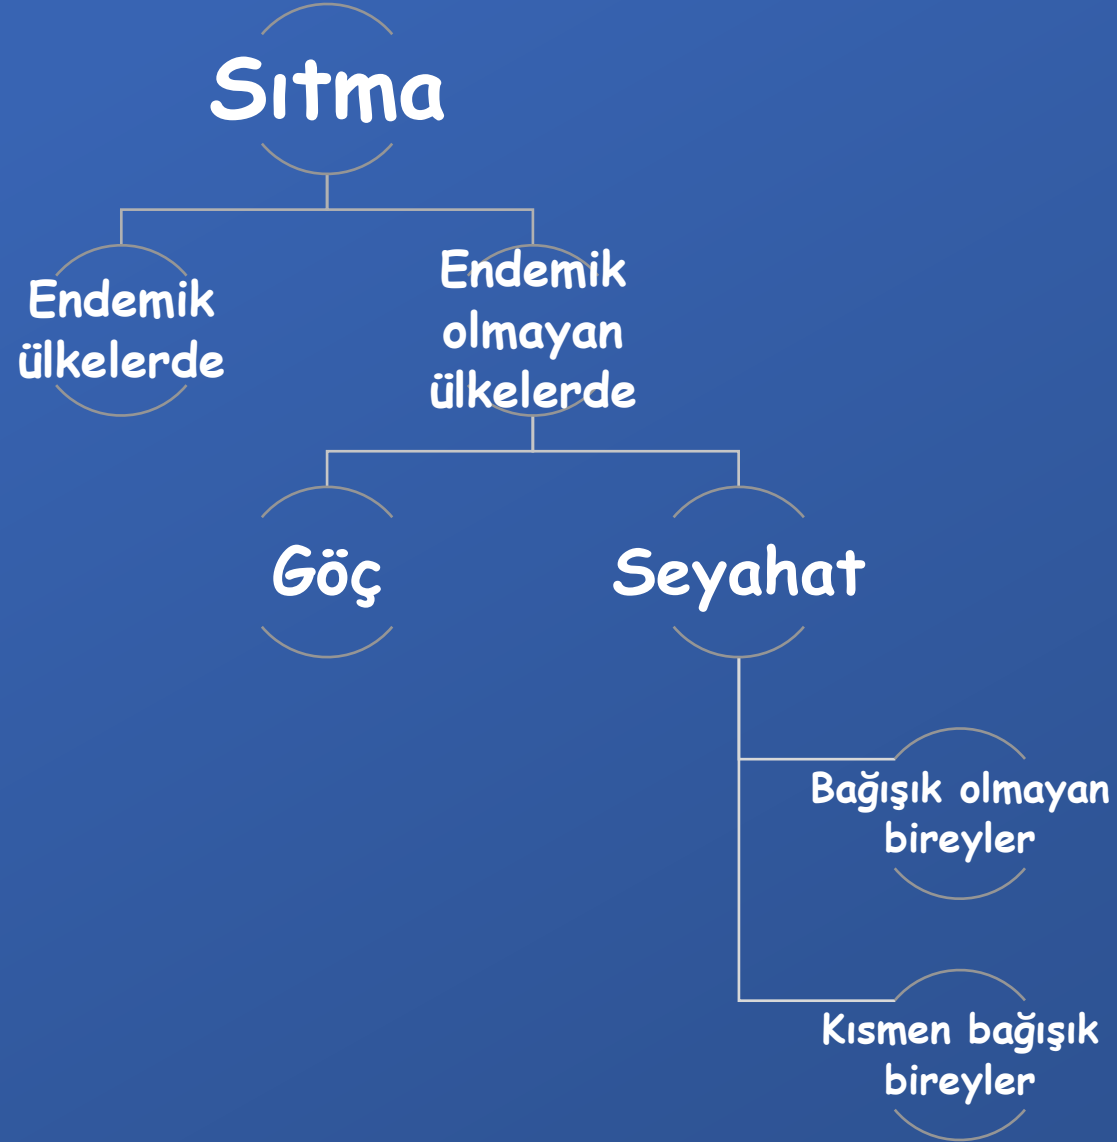 Sıtma
Endemik
ülkelerde
Endemik
olmayan
ülkelerde
Göç
Seyahat
Bağışık olmayan
bireyler
Kısmen bağışık
bireyler